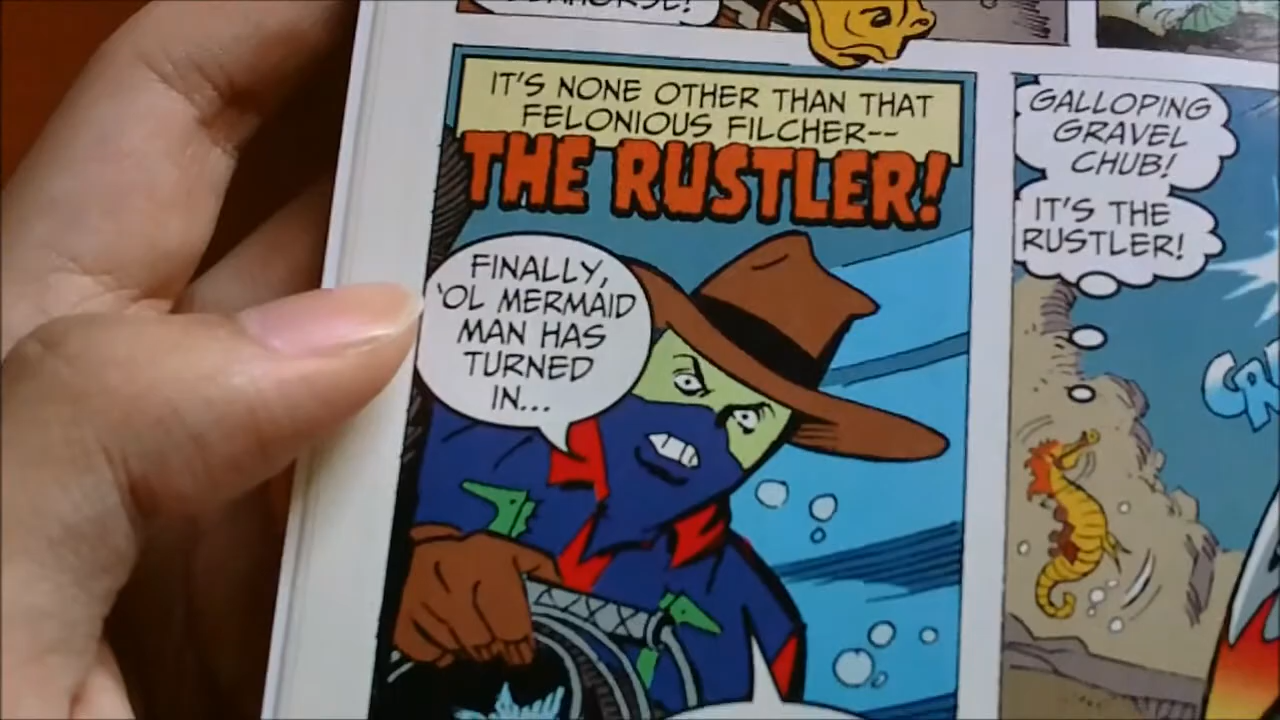 IT'S NONE OTHER THAN THAT
FELONIOUS FILCHER--
THE RUSTLER!
FINALLY,
'OL MERMAID
MAN HAS
TURNED
IN...
GALLOPING
GRAVEL
CHUB!
IT'S THE
RUSTLER!